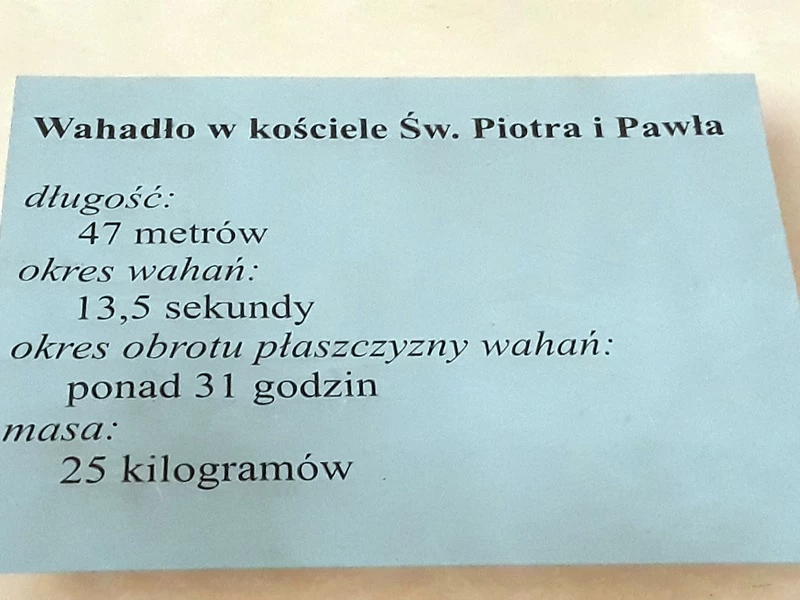 Wahadło w kościele Św. Piotra i Pawła
długość:
47 metrów
okres wahań:
13,5 sekundy
okres obrotu płaszczyzny wahań:
ponad 31 godzin
masa:
25 kilogramów